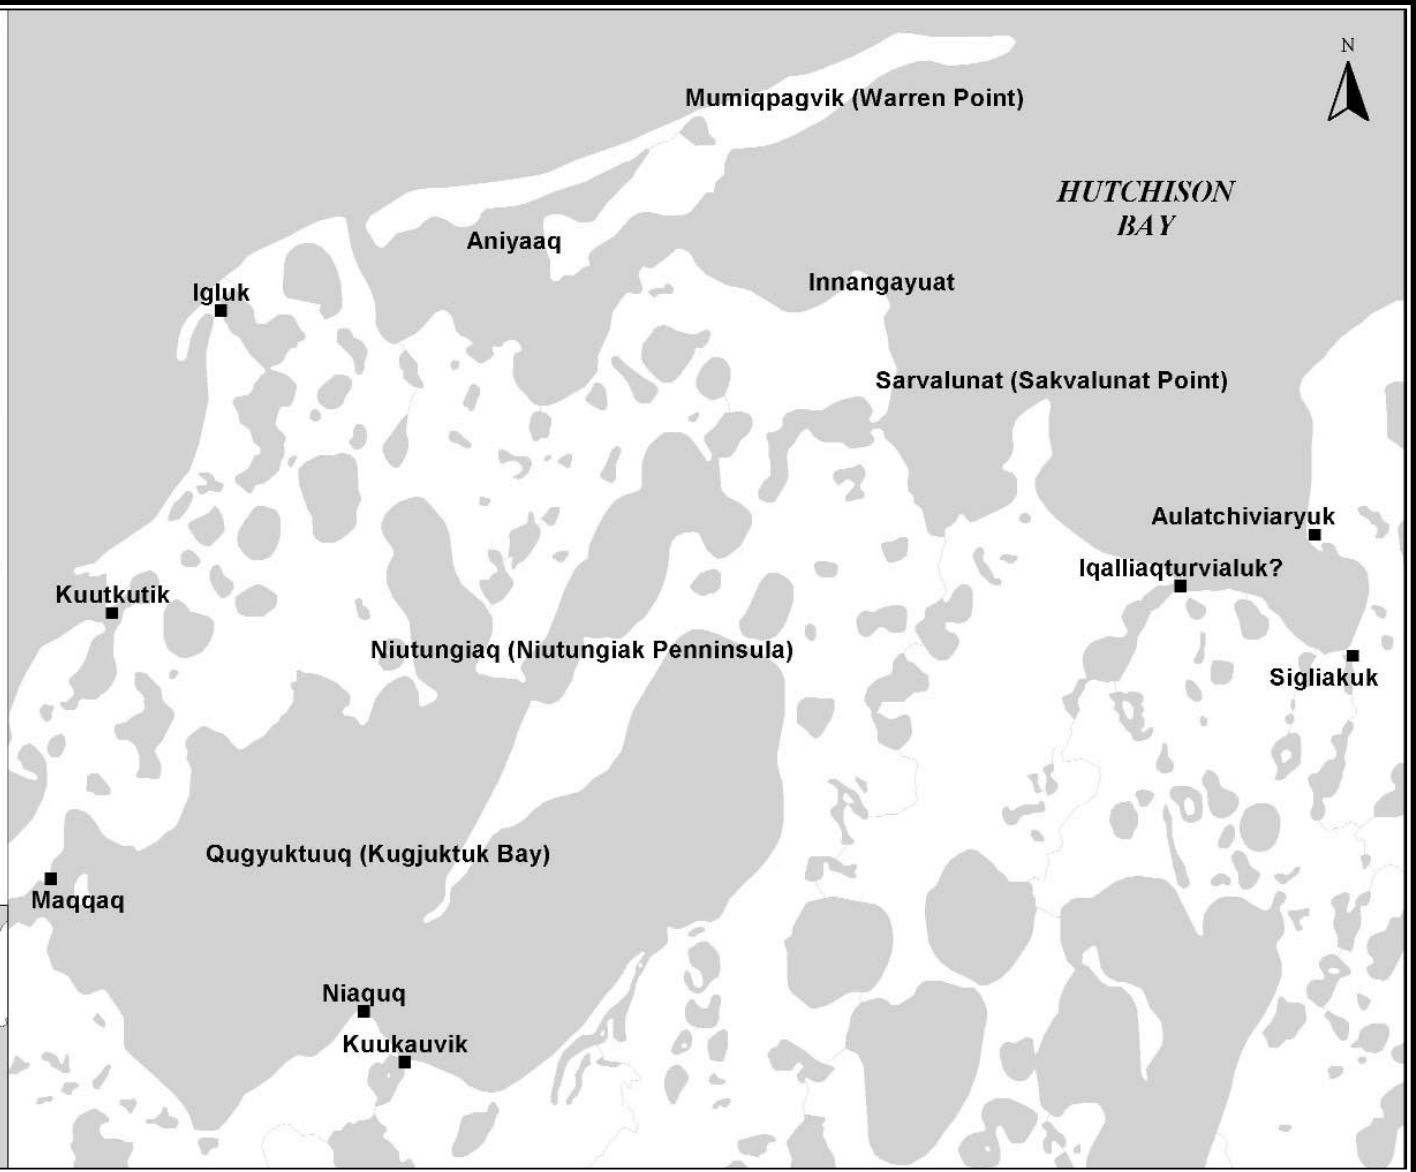 N
Mumiqpagvik (Warren Point)
HUTCHISON
BAY
Aniyaaq
Innangayuat
Igluk
Sarvalunat (Sakvalunat Point)
Aulatchiviaryuk
Iqalliaqturvialuk?
Kuutkutik
Niutungiaq (Niutungiak Penninsula)
Sigliakuk
Qugyuktuuq (Kugjuktuk Bay)
Maqqaq
Niaquq
Kuukauvik